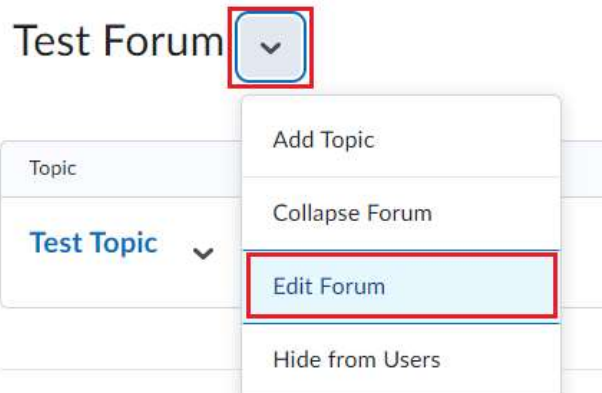 Test Forum
Add Topic
Topic
Collapse Forum
Test Topic
Edit Forum
Hide from Users